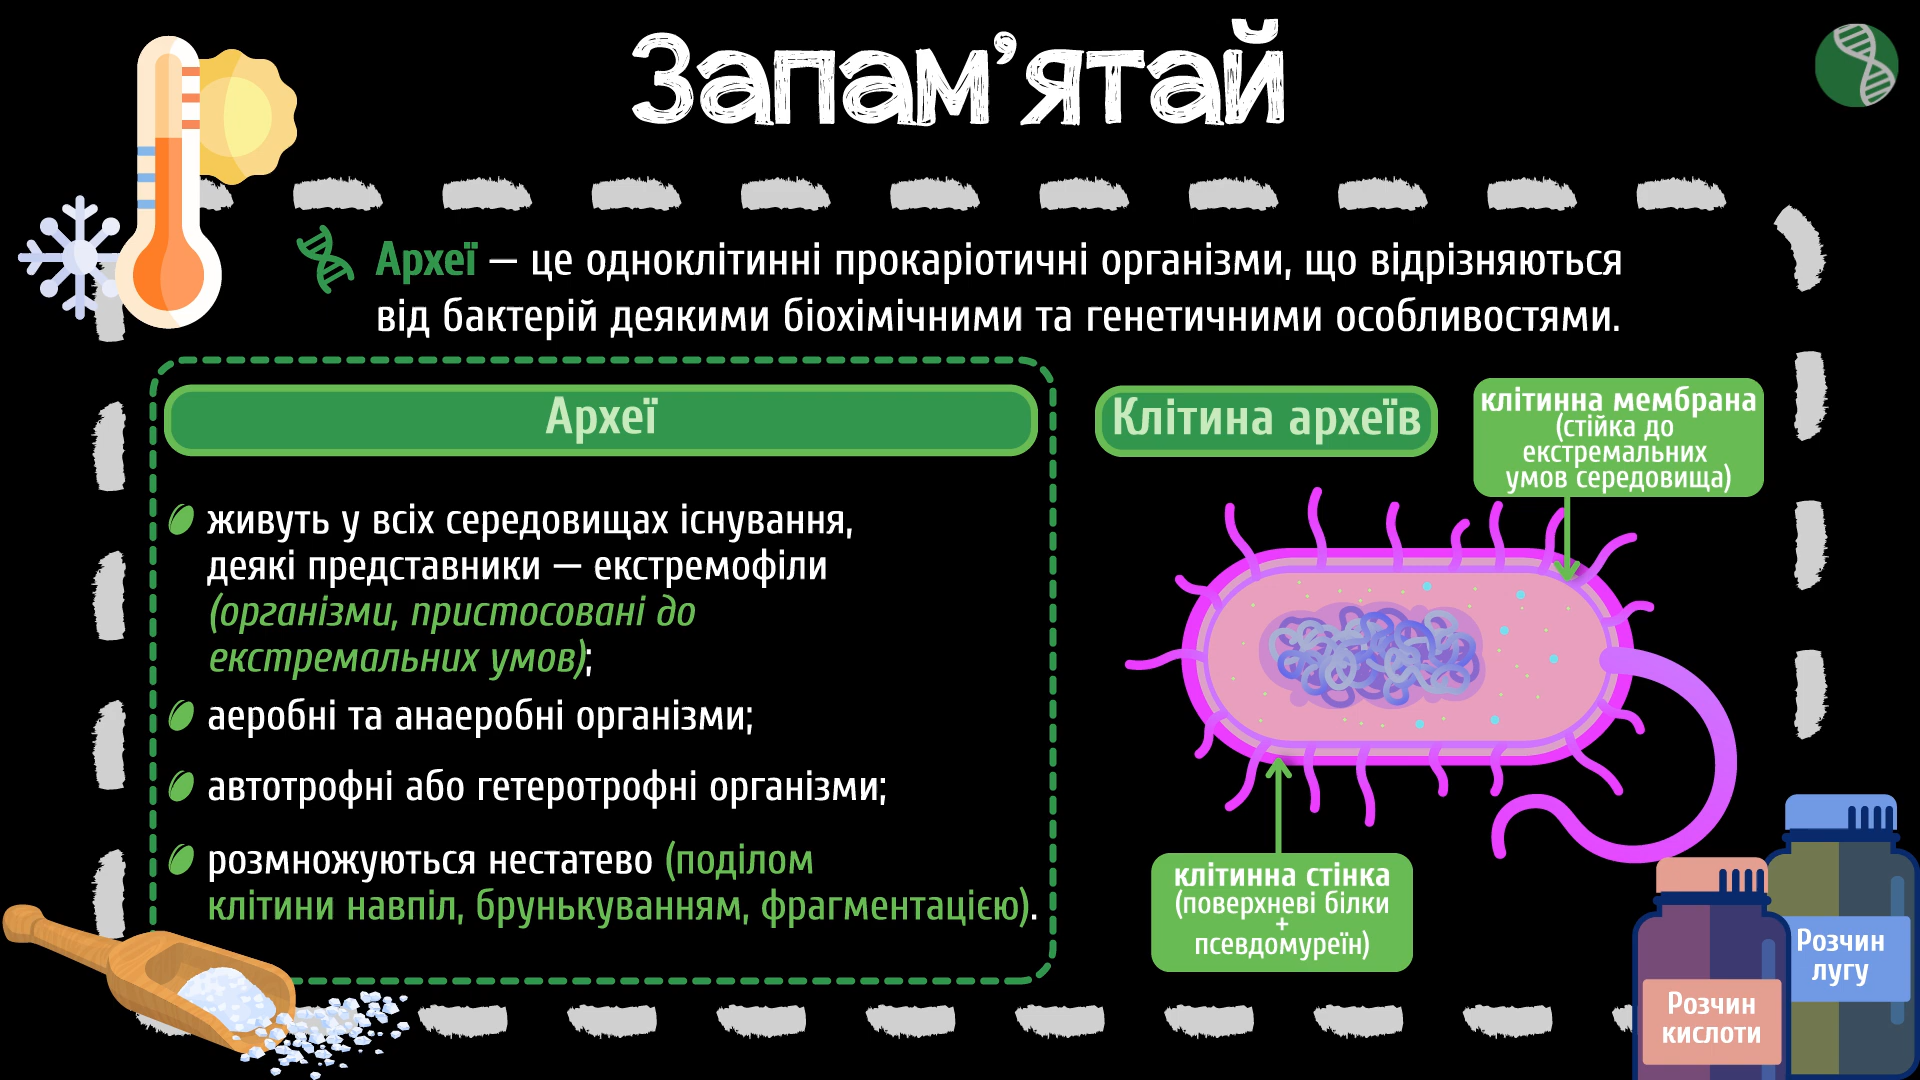 Запам’ятай
Археї — це одноклітинні прокаріотичні організми, що відрізняються
від бактерій деякими біохімічними та генетичними особливостями.
Археї
живуть у всіх середовищах існування,
деякі представники — екстремофіли
(організми, пристосовані до
екстремальних умов);
аеробні та анаеробні організми;
автотрофні або гетеротрофні організми;
розмножуються нестатево (поділом
клітини навпіл, брунькуванням, фрагментацією).
Клітина археїв
клітинна мембрана
(стійка до
екстремальних
умов середовища)
клітинна стінка
(поверхневі білки
+
псевдомуреїн)
Розчин
лугу
Розчин
кислоти